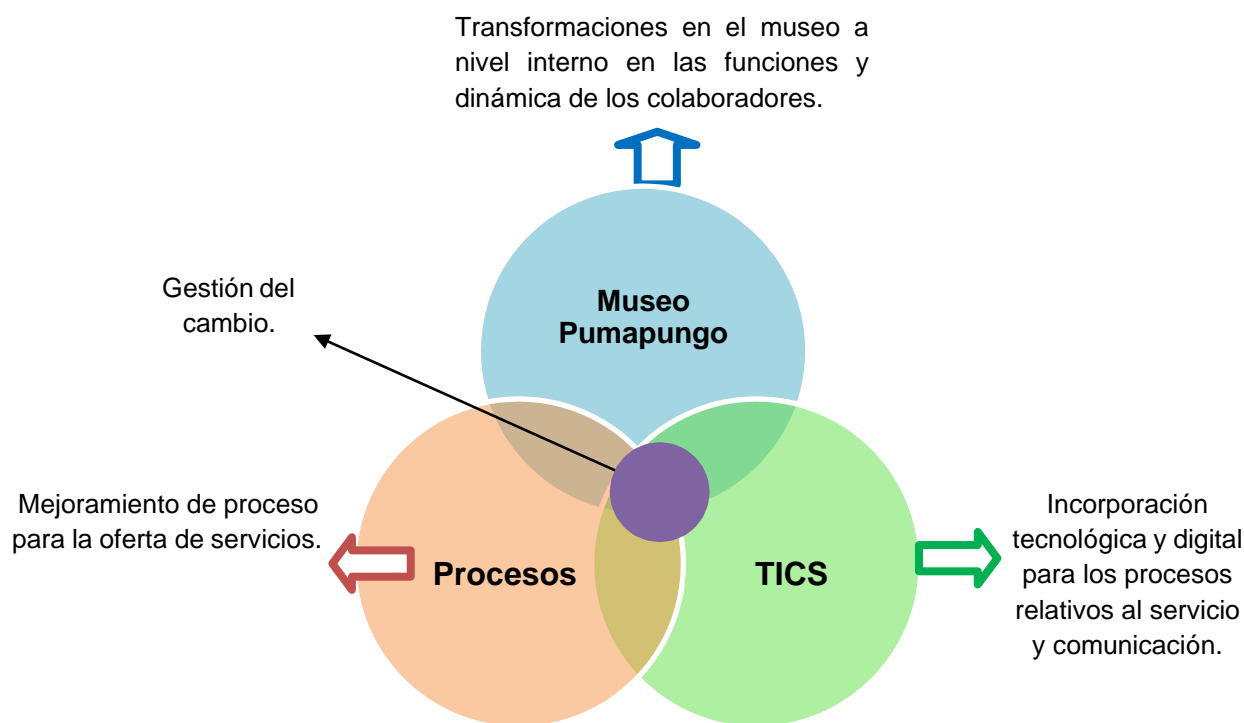 Transformaciones en el museo a
nivel interno en las funciones y
dinámica de los colaboradores.
Gestión del
cambio.
Museo
Pumapungo
Mejoramiento de proceso
para la oferta de servicios.
Procesos
TICS
Incorporación
tecnológica y digital
para los procesos
relativos al servicio
y comunicación.